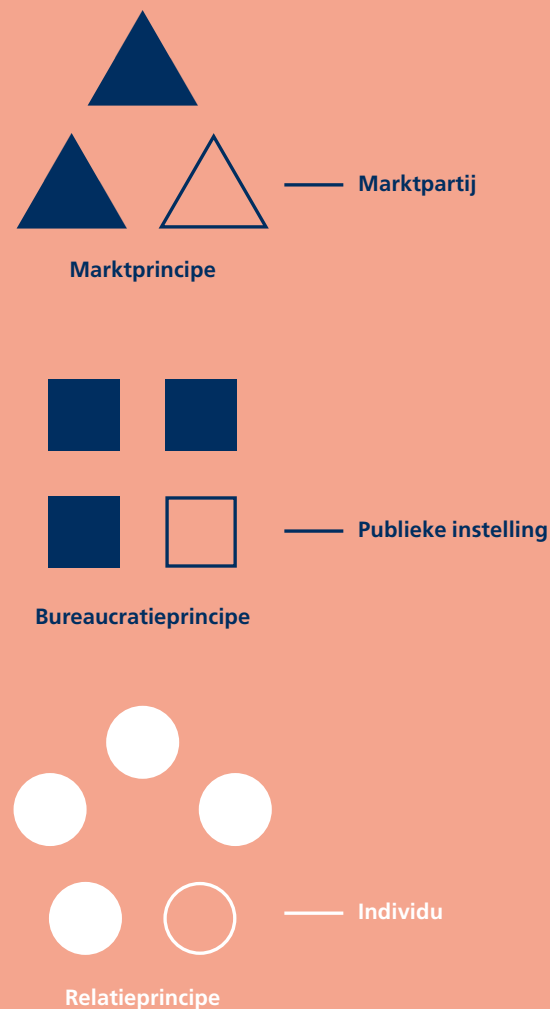 Marktpartij
Marktprincipe
Publieke instelling
Bureaucratieprincipe
Individu
Relatieprincipe